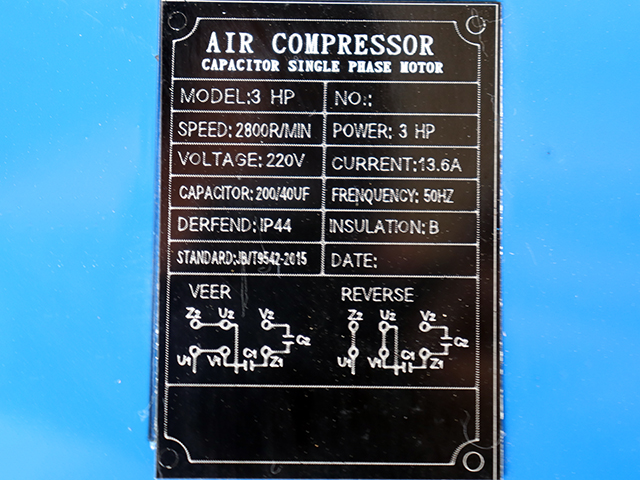 AIR COMPRESSOR
CAPACITOR SINGLE PHASE MOTOR
MODEL:3 HP NO.:
SPEED: 2800R/MIN POWER: 3 HP
VOLTAGE: 220V CURRENT:13.6A
CAPACITOR: 200/40UF FRENQUENCY: 50HZ
DERFEND: IP44 INSULATION: B
STANDARD:JB/T9542-2015 DATE:
VEER REVERSE
Z2 U2 V2 Z2 U2 V2
C2 C2
U1 V1 C1 Z1 U1 V1 C1 Z1